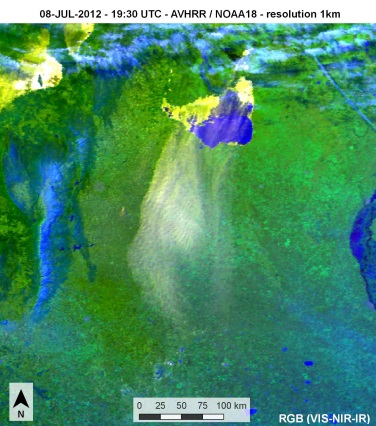 08-JUL-2012 - 19:30 UTC - AVHRR / NOAA18 - resolution 1km
N
0 25 50 75 100 km
RGB (VIS-NIR-IR)